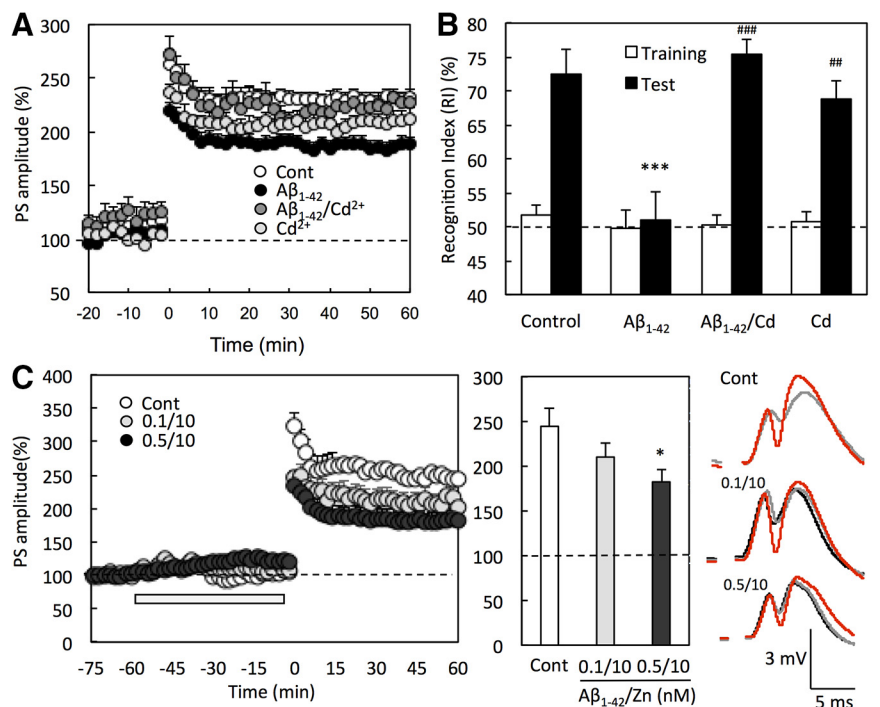 A
300
250
200
150
100
50
PS amplitude (%)
Cont
Aβ1-42
Aβ1-42/Cd2+
Cd2+
-20 -10 0 10 20 30 40 50 60
Time (min)
B
80
75
70
65
60
55
50
45
40
Recognition Index (RI) (%)
Training
Test
***
###
##
Control Aβ1-42 Aβ1-42/Cd Cd
C
400
350
300
250
200
150
100
50
0
PS amplitude(%)
Cont
0.1/10
0.5/10
-75 -60 -45 -30 -15 0 15 30 45 60
Time (min)
300
250
200
150
100
50
0
*
Cont 0.1/10 0.5/10
Aβ1-42/Zn (nM)
Cont
0.1/10
0.5/10
3 mV
5 ms